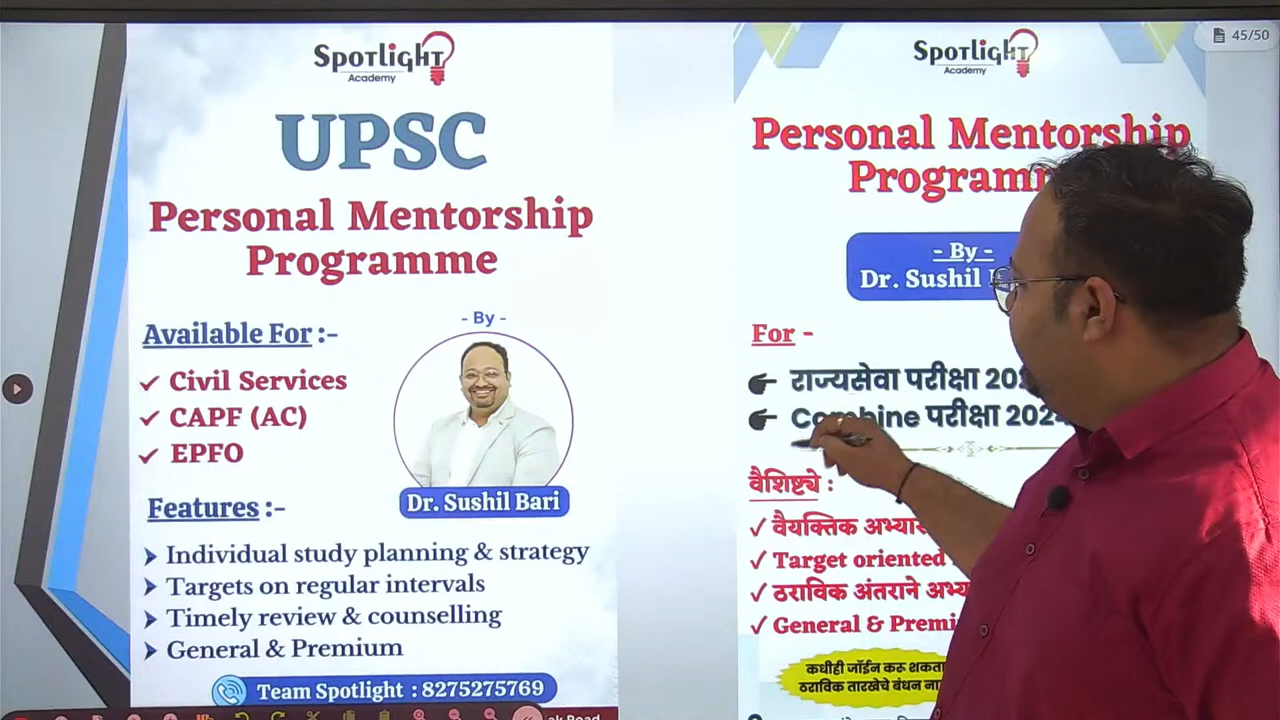 45/50
Spotlight
Academy
UPSC
Personal Mentorship
Programme
Available For :-
Civil Services
CAPF (AC)
EPFO
- By -
Dr. Sushil Bari
Features :-
Individual study planning & strategy
Targets on regular intervals
Timely review & counselling
General & Premium
Team Spotlight : 8275275769
Spotlight
Academy
Personal Mentorship
- By -
Dr. Sushil
For -
राज्यसेवा परीक्षा
Combine परीक्षा
वैशिष्ट्ये :
वैयक्तिक
Target oriented
ठराविक अंतराने
General &
कधीही जॉईन करू
ठराविक तारखेचे बंधन